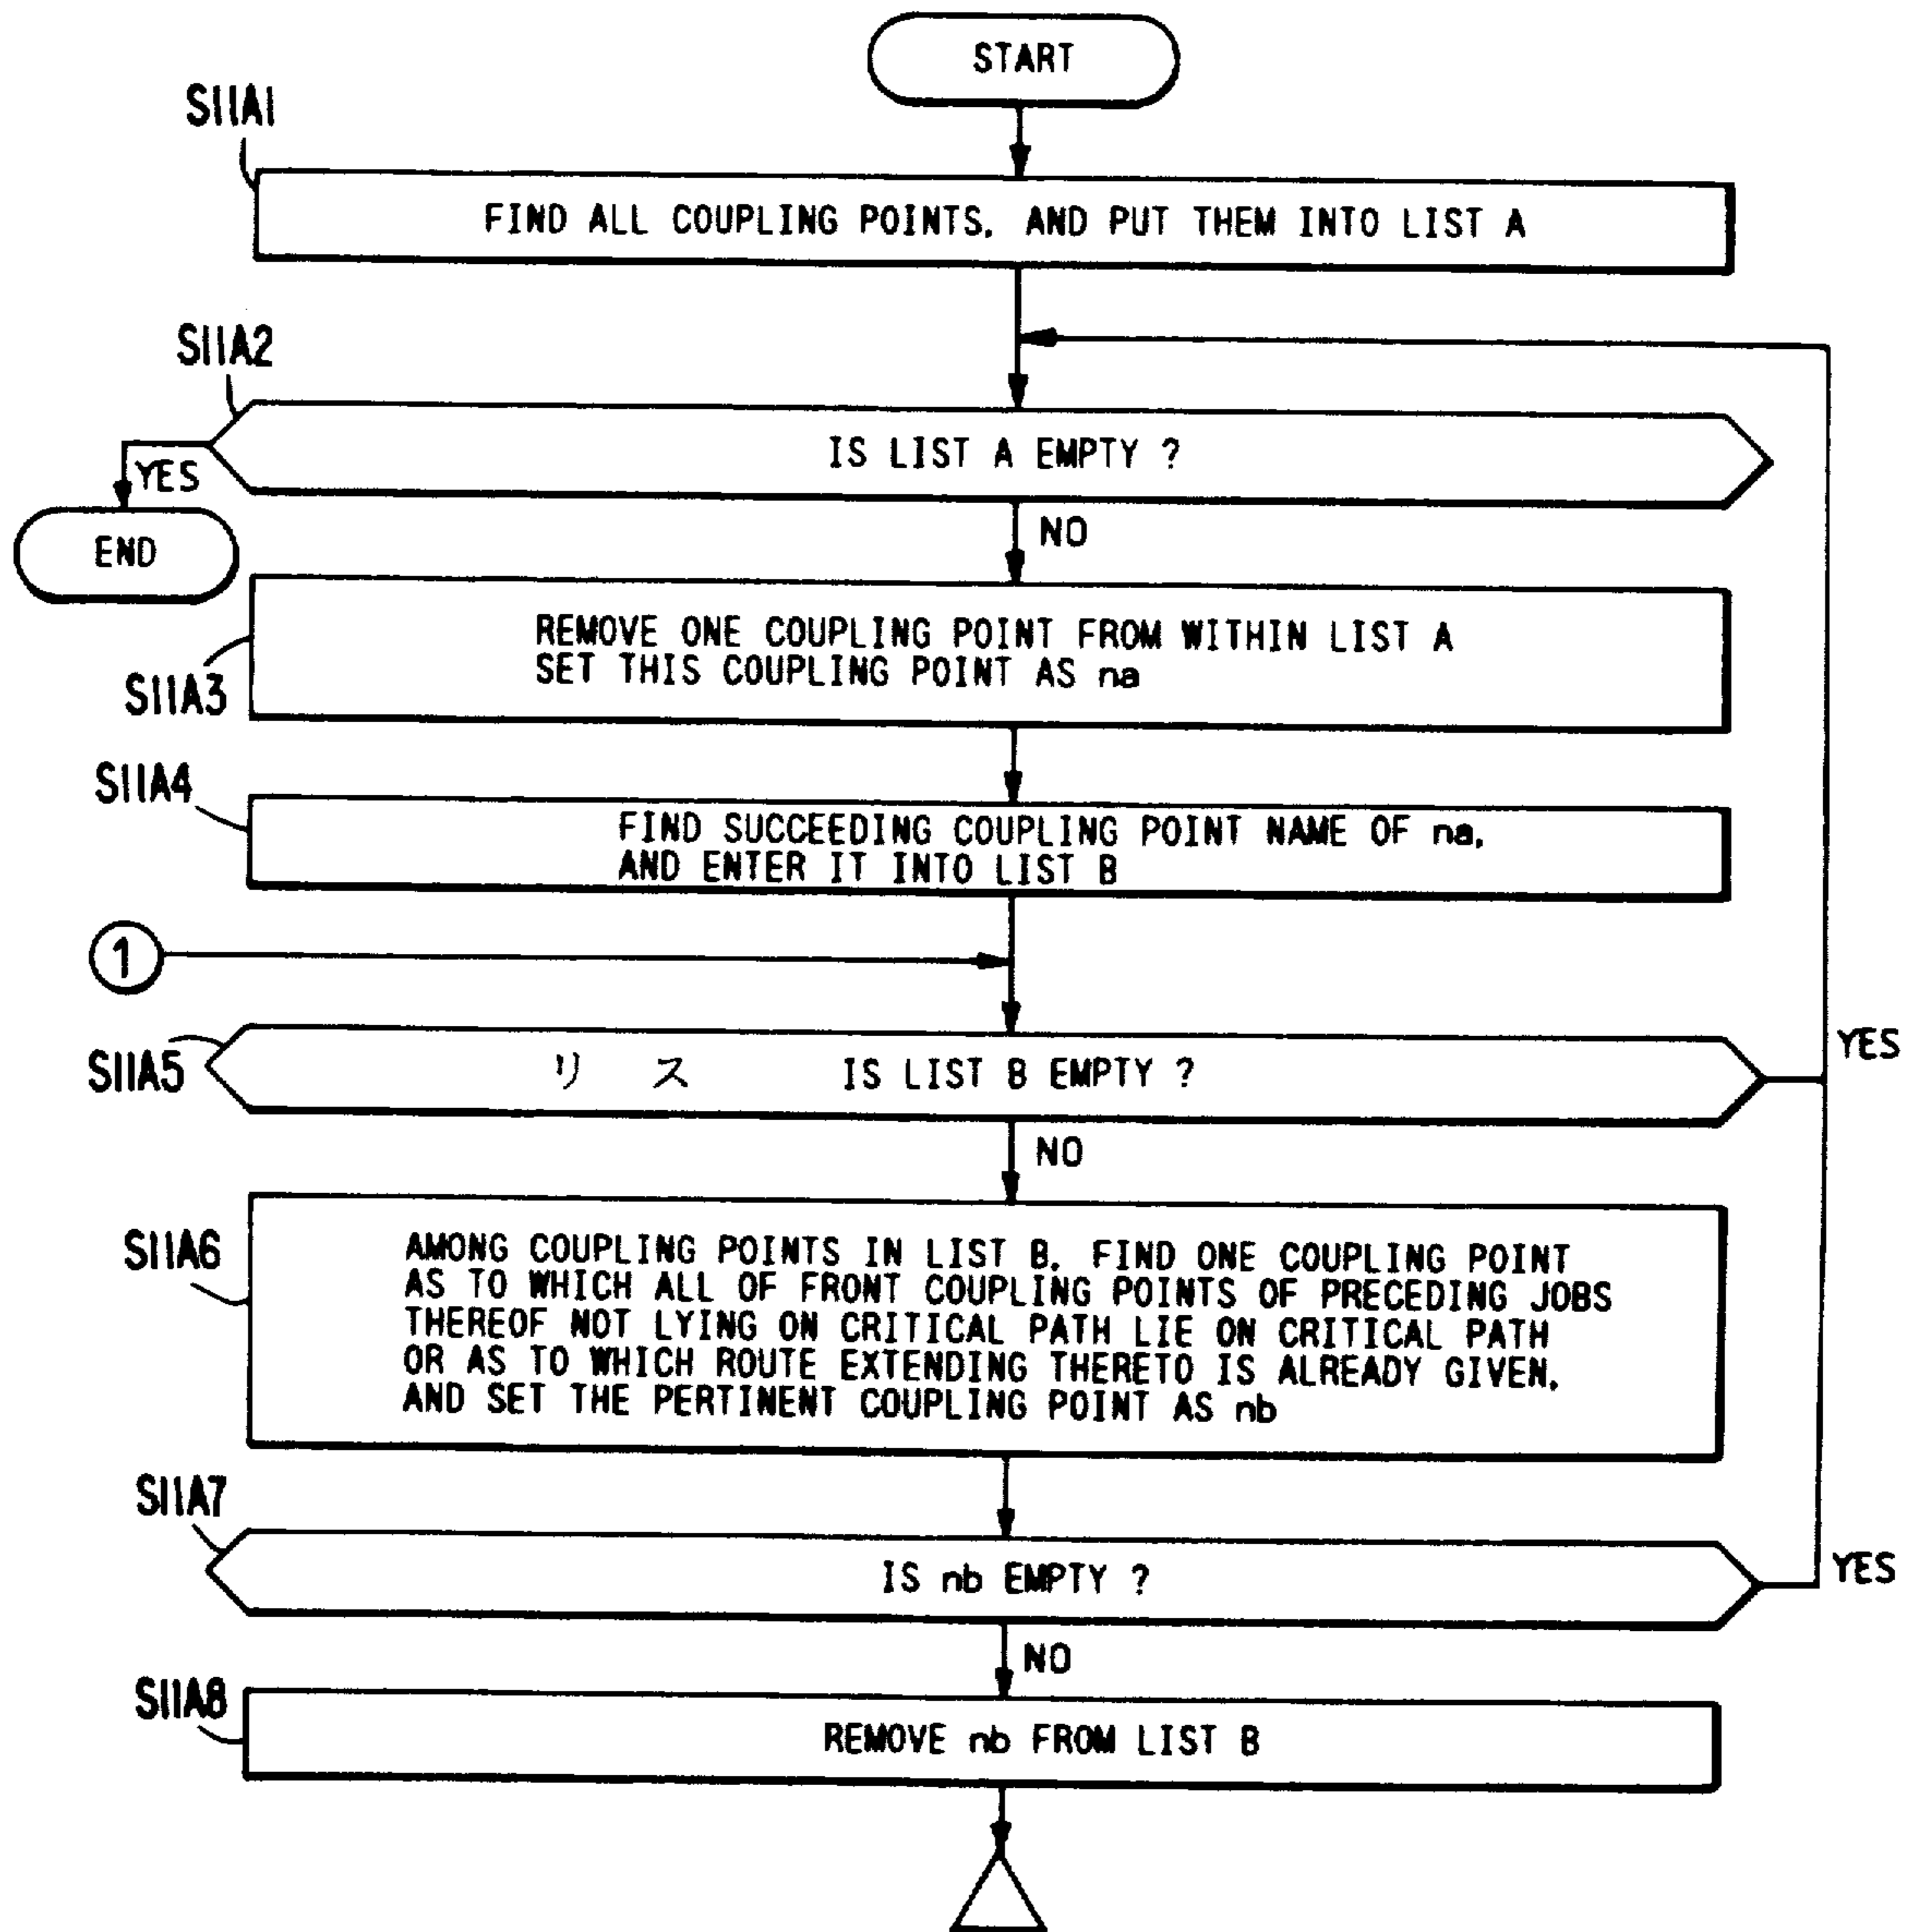 START
S11A1
FIND ALL COUPLING POINTS, AND PUT THEM INTO LIST A
S11A2
IS LIST A EMPTY ?
YES
END
NO
REMOVE ONE COUPLING POINT FROM WITHIN LIST A
SET THIS COUPLING POINT AS na
S11A3
S11A4
FIND SUCCEEDING COUPLING POINT NAME OF na,
AND ENTER IT INTO LIST B
1
S11A5
リ ス IS LIST B EMPTY ?
YES
NO
S11A6
AMONG COUPLING POINTS IN LIST B, FIND ONE COUPLING POINT
AS TO WHICH ALL OF FRONT COUPLING POINTS OF PRECEDING JOBS
THEREOF NOT LYING ON CRITICAL PATH LIE ON CRITICAL PATH
OR AS TO WHICH ROUTE EXTENDING THERETO IS ALREADY GIVEN,
AND SET THE PERTINENT COUPLING POINT AS nb
S11A7
IS nb EMPTY ?
YES
NO
S11A8
REMOVE nb FROM LIST B